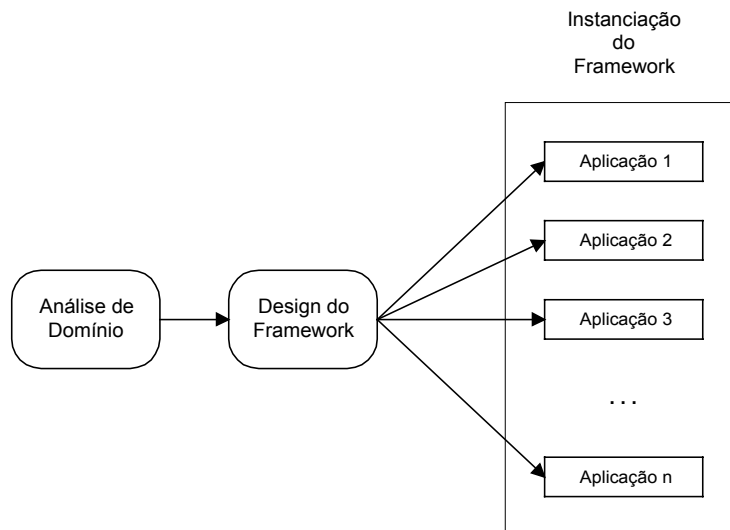 Instanciação
do
Framework
Aplicação 1
Aplicação 2
Análise de
Domínio
Design do
Framework
Aplicação 3
...
Aplicação n